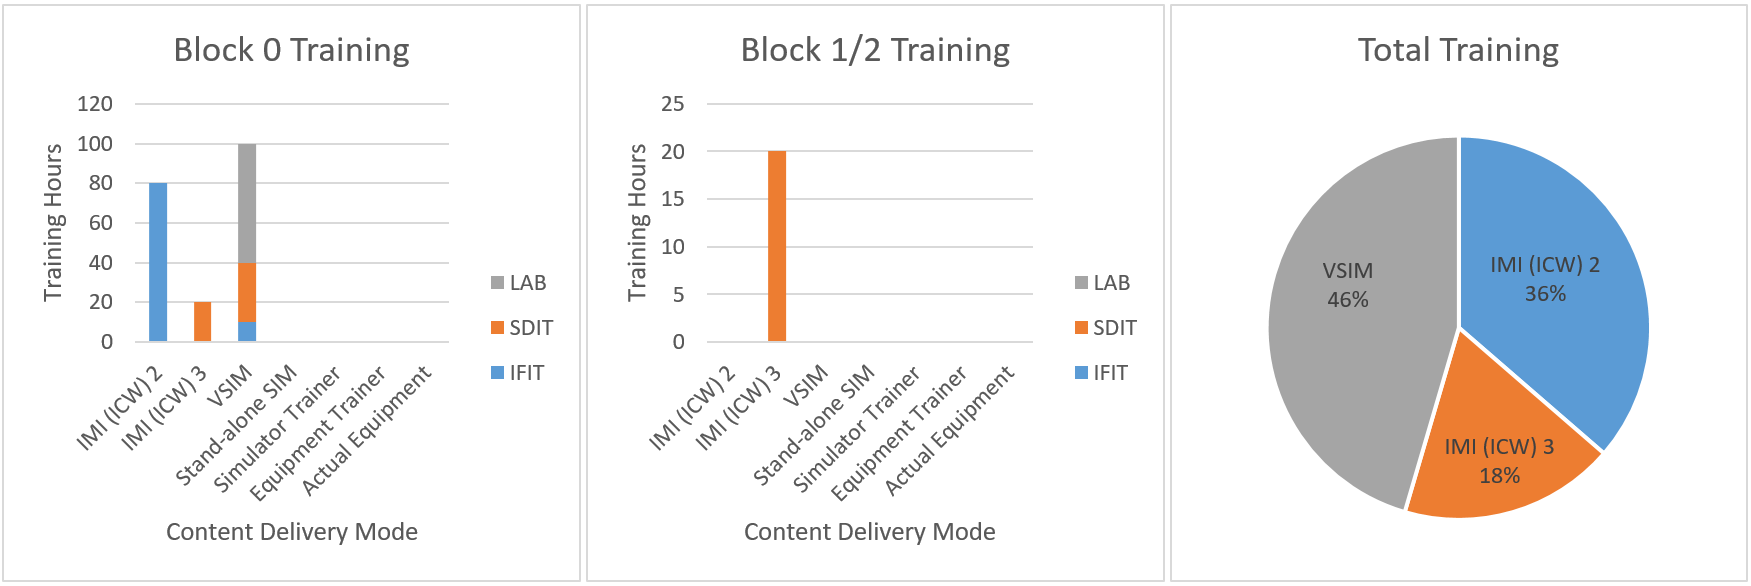 Block 0 Training
120
100
80
60
40
20
0
Training Hours
IMI (ICW) 2
IMI (ICW) 3
VSIM
Stand-alone SIM
Simulator Trainer
Equipment Trainer
Actual Equipment
Content Delivery Mode
LAB
SDIT
IFIT
Block 1/2 Training
25
20
15
10
5
0
Training Hours
IMI (ICW) 2
IMI (ICW) 3
VSIM
Stand-alone SIM
Simulator Trainer
Equipment Trainer
Actual Equipment
Content Delivery Mode
LAB
SDIT
IFIT
Total Training
VSIM
46%
IMI (ICW) 2
36%
IMI (ICW) 3
18%